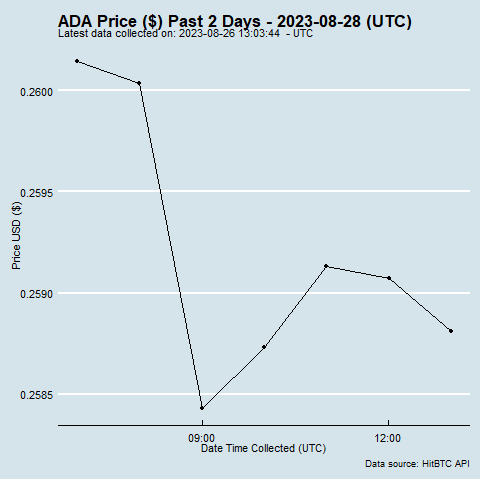 ADA Price ($) Past 2 Days - 2023-08-28 (UTC)
Latest data collected on: 2023-08-26 13:03:44  - UTC
0.2600
0.2595
0.2590
0.2585
Price USD ($)
09:00
12:00
Date Time Collected (UTC)
Data source: HitBTC API